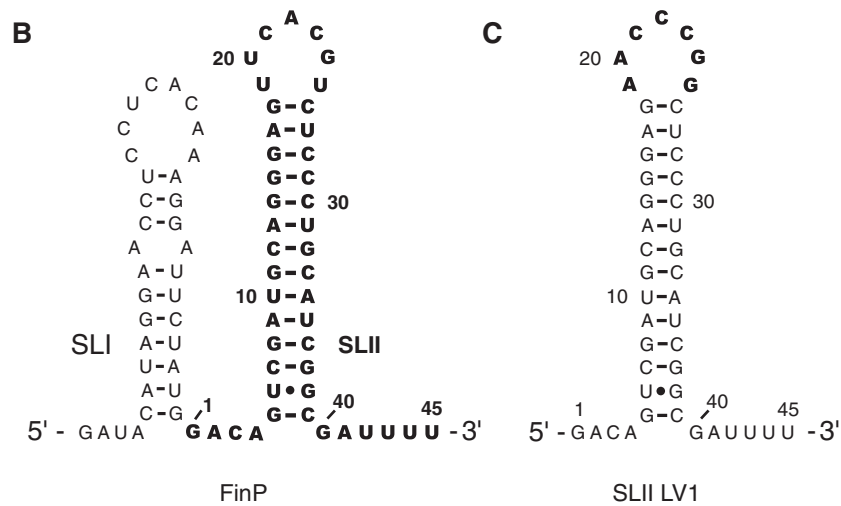 B
C A
U C
C A
C A
U-A
C-G
C-G
A A
A-U
G-U
G-C
SLI A-U
U-A
A-U
C-G
A
C C
20 U G
U U
G-C
A-U
G-C
G-C
G-C 30
A-U
C-G
G-C
10 U-A
A-U
G-C SLII
C-G
U•G
G-C
1 40 45
5' - GAUA GACA GAUUUU -3'
FinP
C
C
C C
20 A G
A G
G-C
A-U
G-C
G-C
G-C 30
A-U
C-G
G-C
10 U-A
A-U
G-C
C-G
U•G
G-C
1 40 45
5' - GACA GAUUUU -3'
SLII LV1